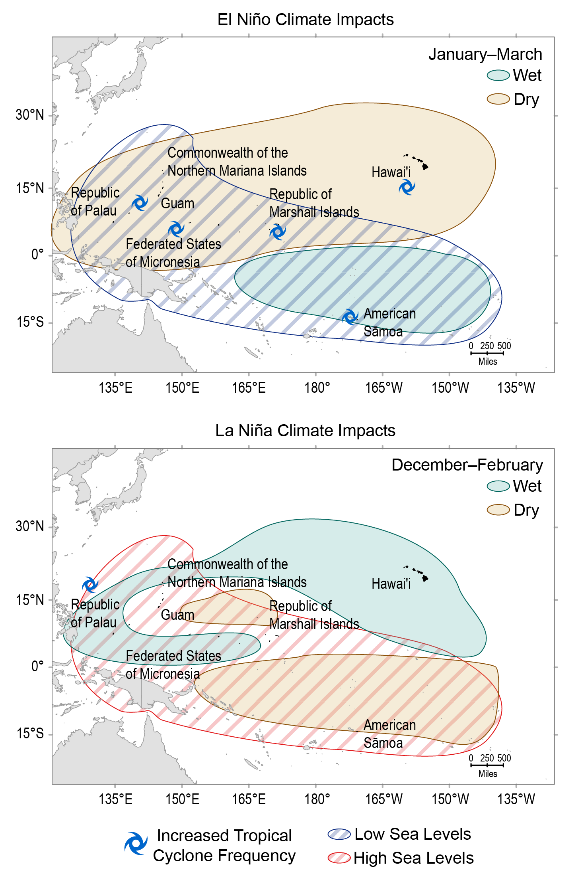 El Niño Climate Impacts
January–March
Wet
Dry
30°N
15°N
0°
15°S
Commonwealth of the
Northern Mariana Islands
Hawai'i
Republic
of Palau
Guam
Republic of
Marshall Islands
Federated States
of Micronesia
American
Sāmoa
0 250 500
Miles
135°E 150°E 165°E 180° 165°W 150°W 135°W
La Niña Climate Impacts
December–February
Wet
Dry
30°N
15°N
0°
15°S
Commonwealth of the
Northern Mariana Islands
Hawai'i
Republic
of Palau
Guam
Republic of
Marshall Islands
Federated States
of Micronesia
American
Sāmoa
0 250 500
Miles
135°E 150°E 165°E 180° 165°W 150°W 135°W
Increased Tropical
Cyclone Frequency
Low Sea Levels
High Sea Levels